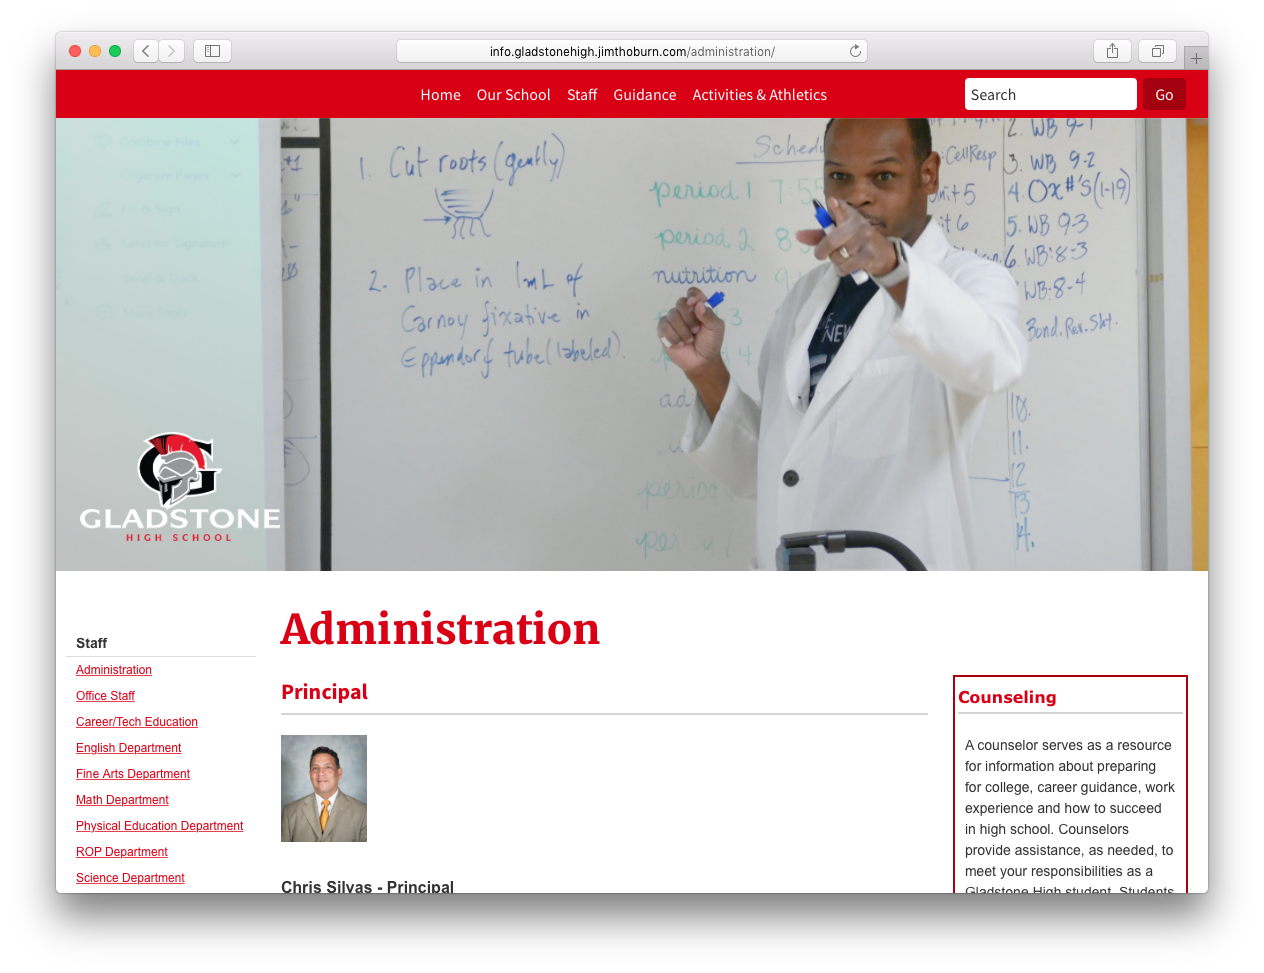 info.gladstonehigh.jimthoburn.com/administration/
Home Our School Staff Guidance Activities & Athletics
Search Go
1. Cut roots (gently)
2. Place in 1mL of
Carnoy fixative in
Eppendorf tube (labeled).
period 1 7:55
period 2 8
nutrition 9
3
4
period
2. WB 9-1
3. WB 9-2
4. Ox #'s (1-19)
5. WB 9-3
6. WB: 8-3
WB: 8-4
Bond. Res. Sht.
10.
11.
12
13
14.
CellResp
Unit 5
6
NEW
G
GLADSTONE
HIGH SCHOOL
Administration
Staff
Administration
Office Staff
Career/Tech Education
English Department
Fine Arts Department
Math Department
Physical Education Department
ROP Department
Science Department
Principal
Chris Silvas - Principal
Counseling
A counselor serves as a resource
for information about preparing
for college, career guidance, work
experience and how to succeed
in high school. Counselors
provide assistance, as needed, to
meet your responsibilities as a
Gladstone High student. Students